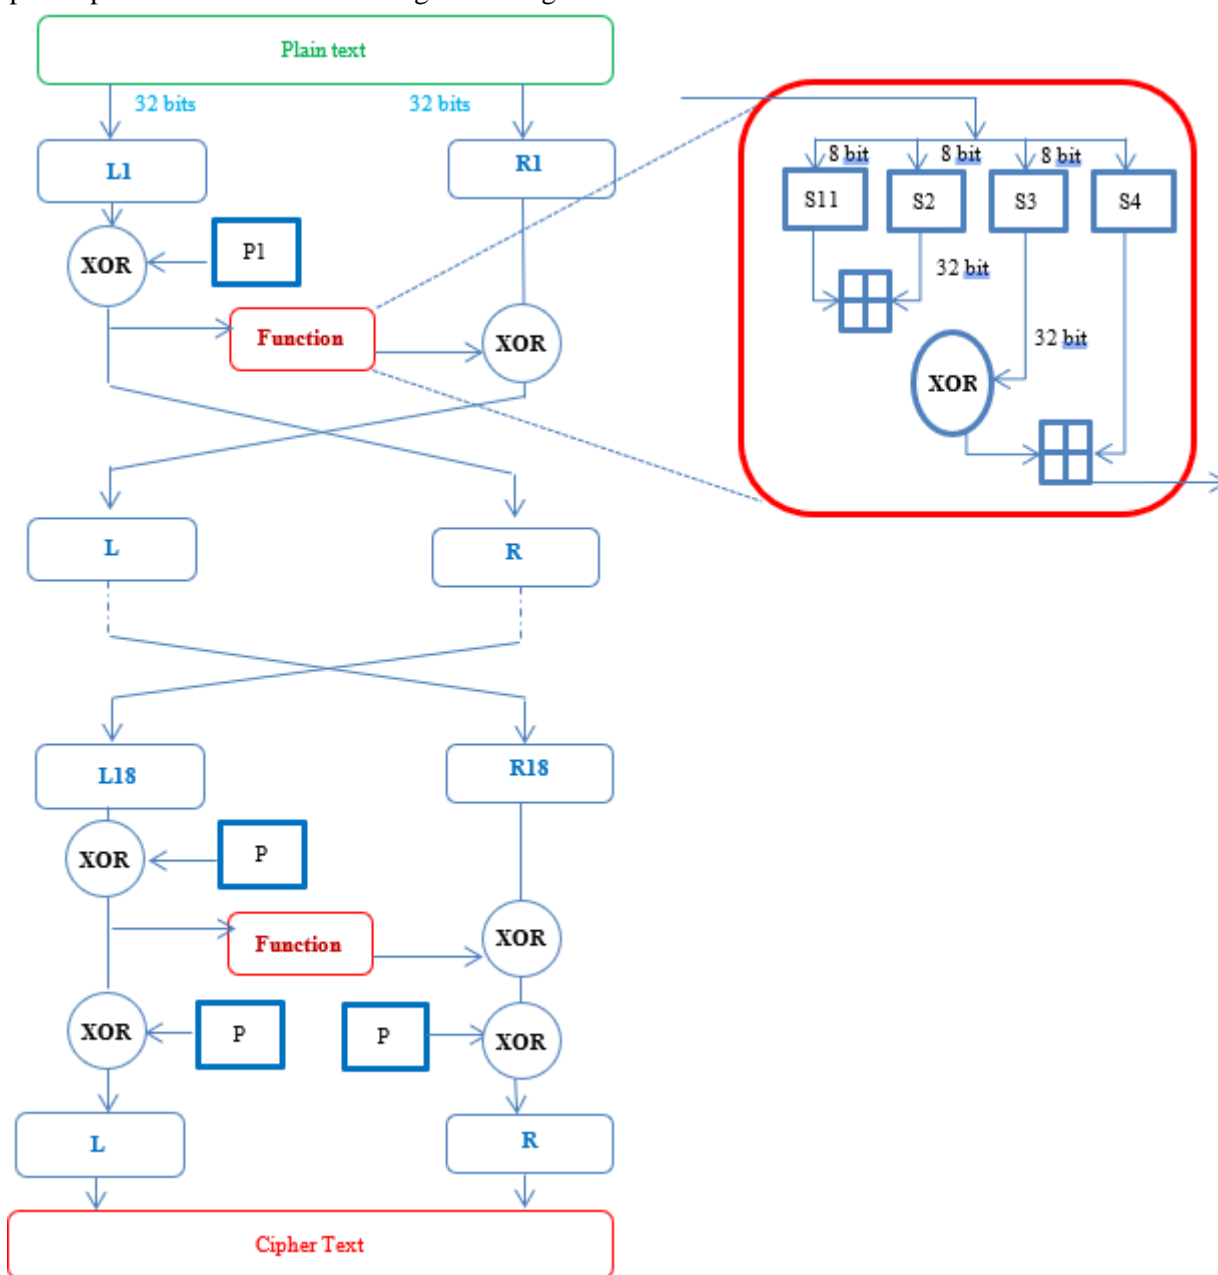 Plain text
32 bits
32 bits
L1
R1
XOR
P1
Function
XOR
8 bit
8 bit
8 bit
S11
S2
S3
S4
32 bit
32 bit
XOR
L
R
L18
R18
XOR
P
Function
XOR
XOR
P
P
XOR
L
R
Cipher Text